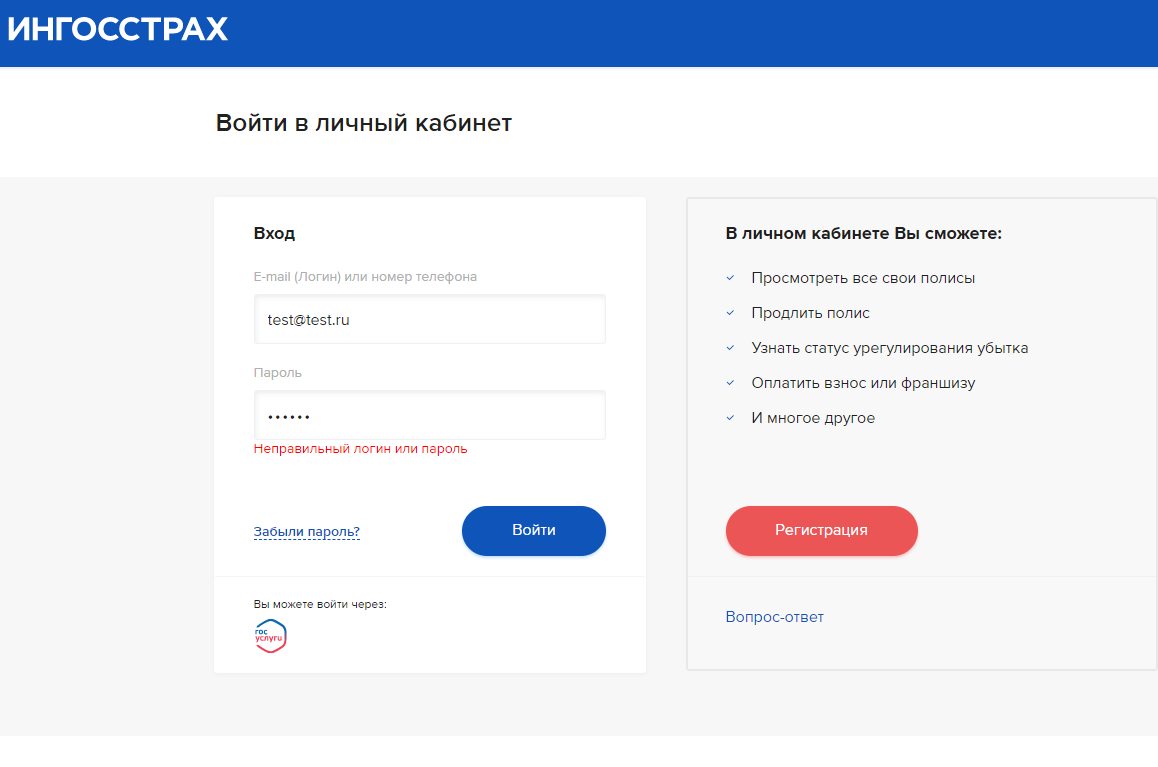 ИНГОССТРАХ
Войти в личный кабинет
Вход
E-mail (Логин) или номер телефона
test@test.ru
Пароль
••••••
Неправильный логин или пароль
Забыли пароль?
Войти
Вы можете войти через:
гос
услуги
В личном кабинете Вы сможете:
Просмотреть все свои полисы
Продлить полис
Узнать статус урегулирования убытка
Оплатить взнос или франшизу
И многое другое
Регистрация
Вопрос-ответ